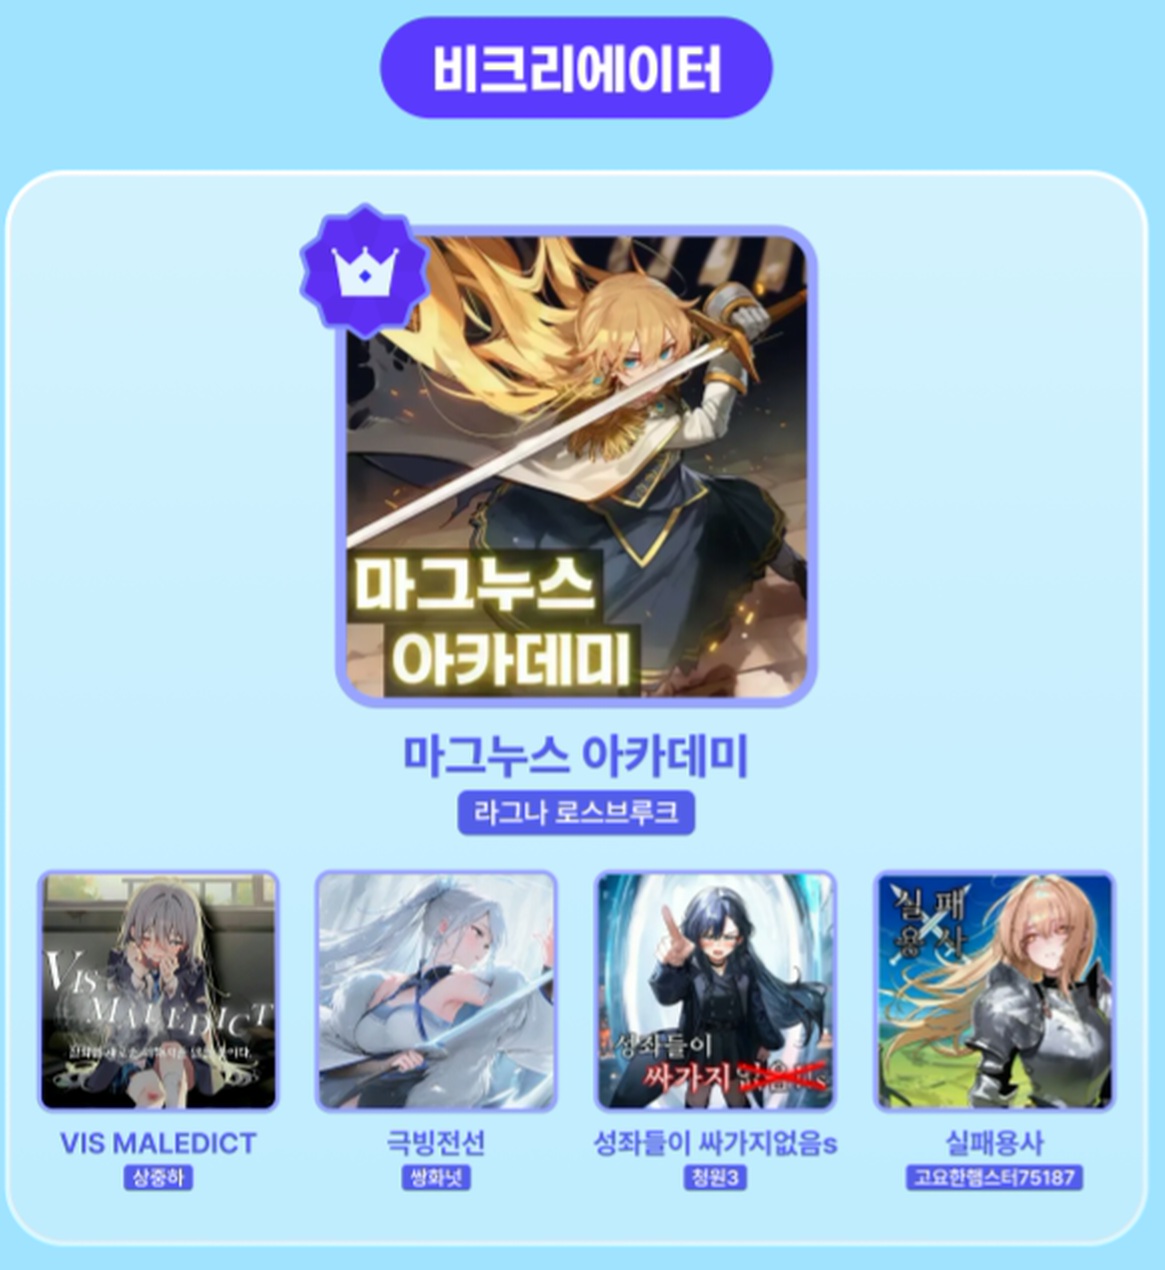 비크리에이터
마그누스
아카데미
마그누스 아카데미
라그나 로스브루크
VIS
MALEDICT
VIS MALEDICT
상중하
극빙전선
쌍화넛
성좌들이
싸가지
성좌들이 싸가지없음s
청원3
실패
용사
실패용사
고요한햄스터75187